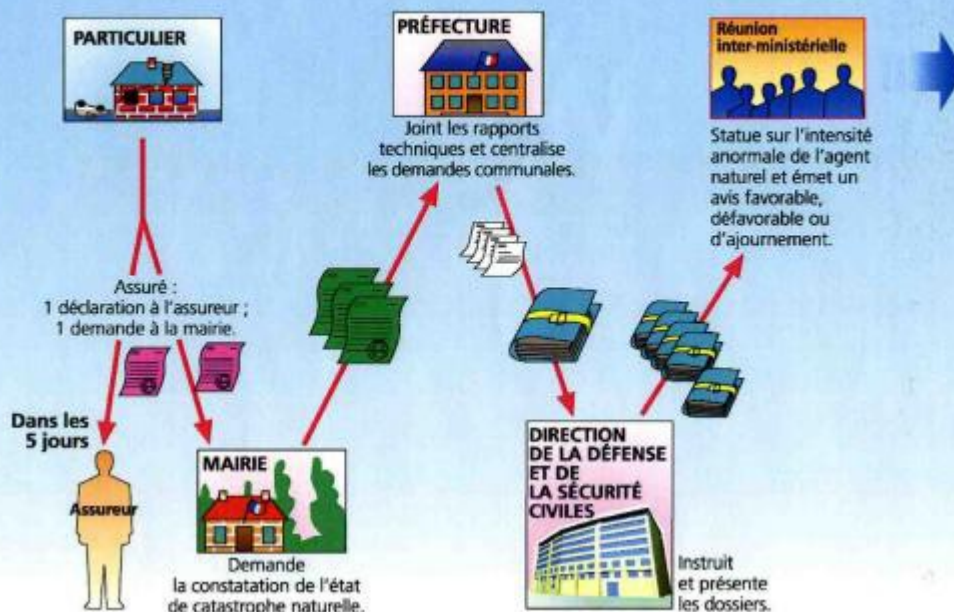 PARTICULIER
Assuré :
1 déclaration à l'assureur ;
1 demande à la mairie.
Dans les
5 jours
Assureur
MAIRIE
Demande
la constatation de l'état
de catastrophe naturelle.
PRÉFECTURE
Joint les rapports
techniques et centralise
les demandes communales.
DIRECTION
DE LA DÉFENSE
ET DE
LA SÉCURITÉ
CIVILES
Instruit
et présente
les dossiers.
Réunion
inter-ministérielle
Statue sur l'intensité
anormale de l'agent
naturel et émet un
avis favorable,
défavorable ou
d'ajournement.